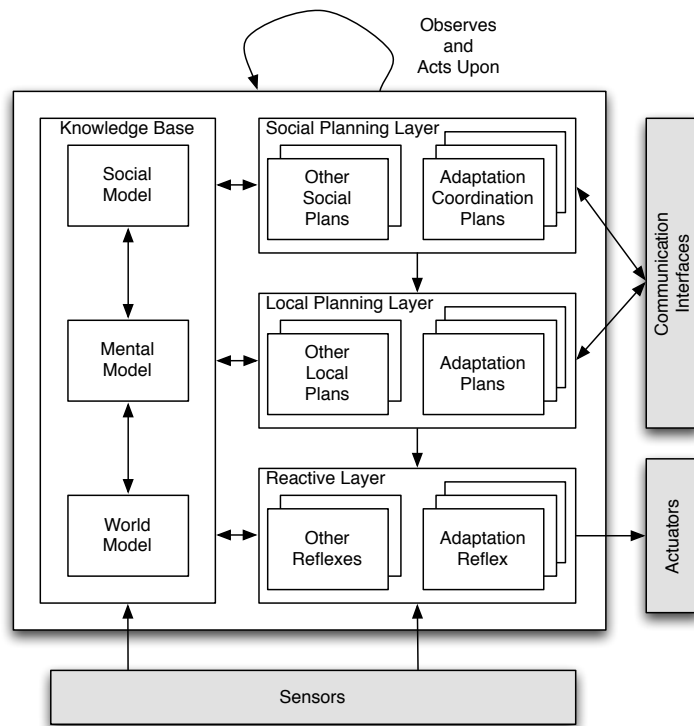 Observes
and
Acts Upon
Knowledge Base
Social
Model
Mental
Model
World
Model
Social Planning Layer
Other
Social
Plans
Adaptation
Coordination
Plans
Local Planning Layer
Other
Local
Plans
Adaptation
Plans
Reactive Layer
Other
Reflexes
Adaptation
Reflex
Communication
Interfaces
Actuators
Sensors